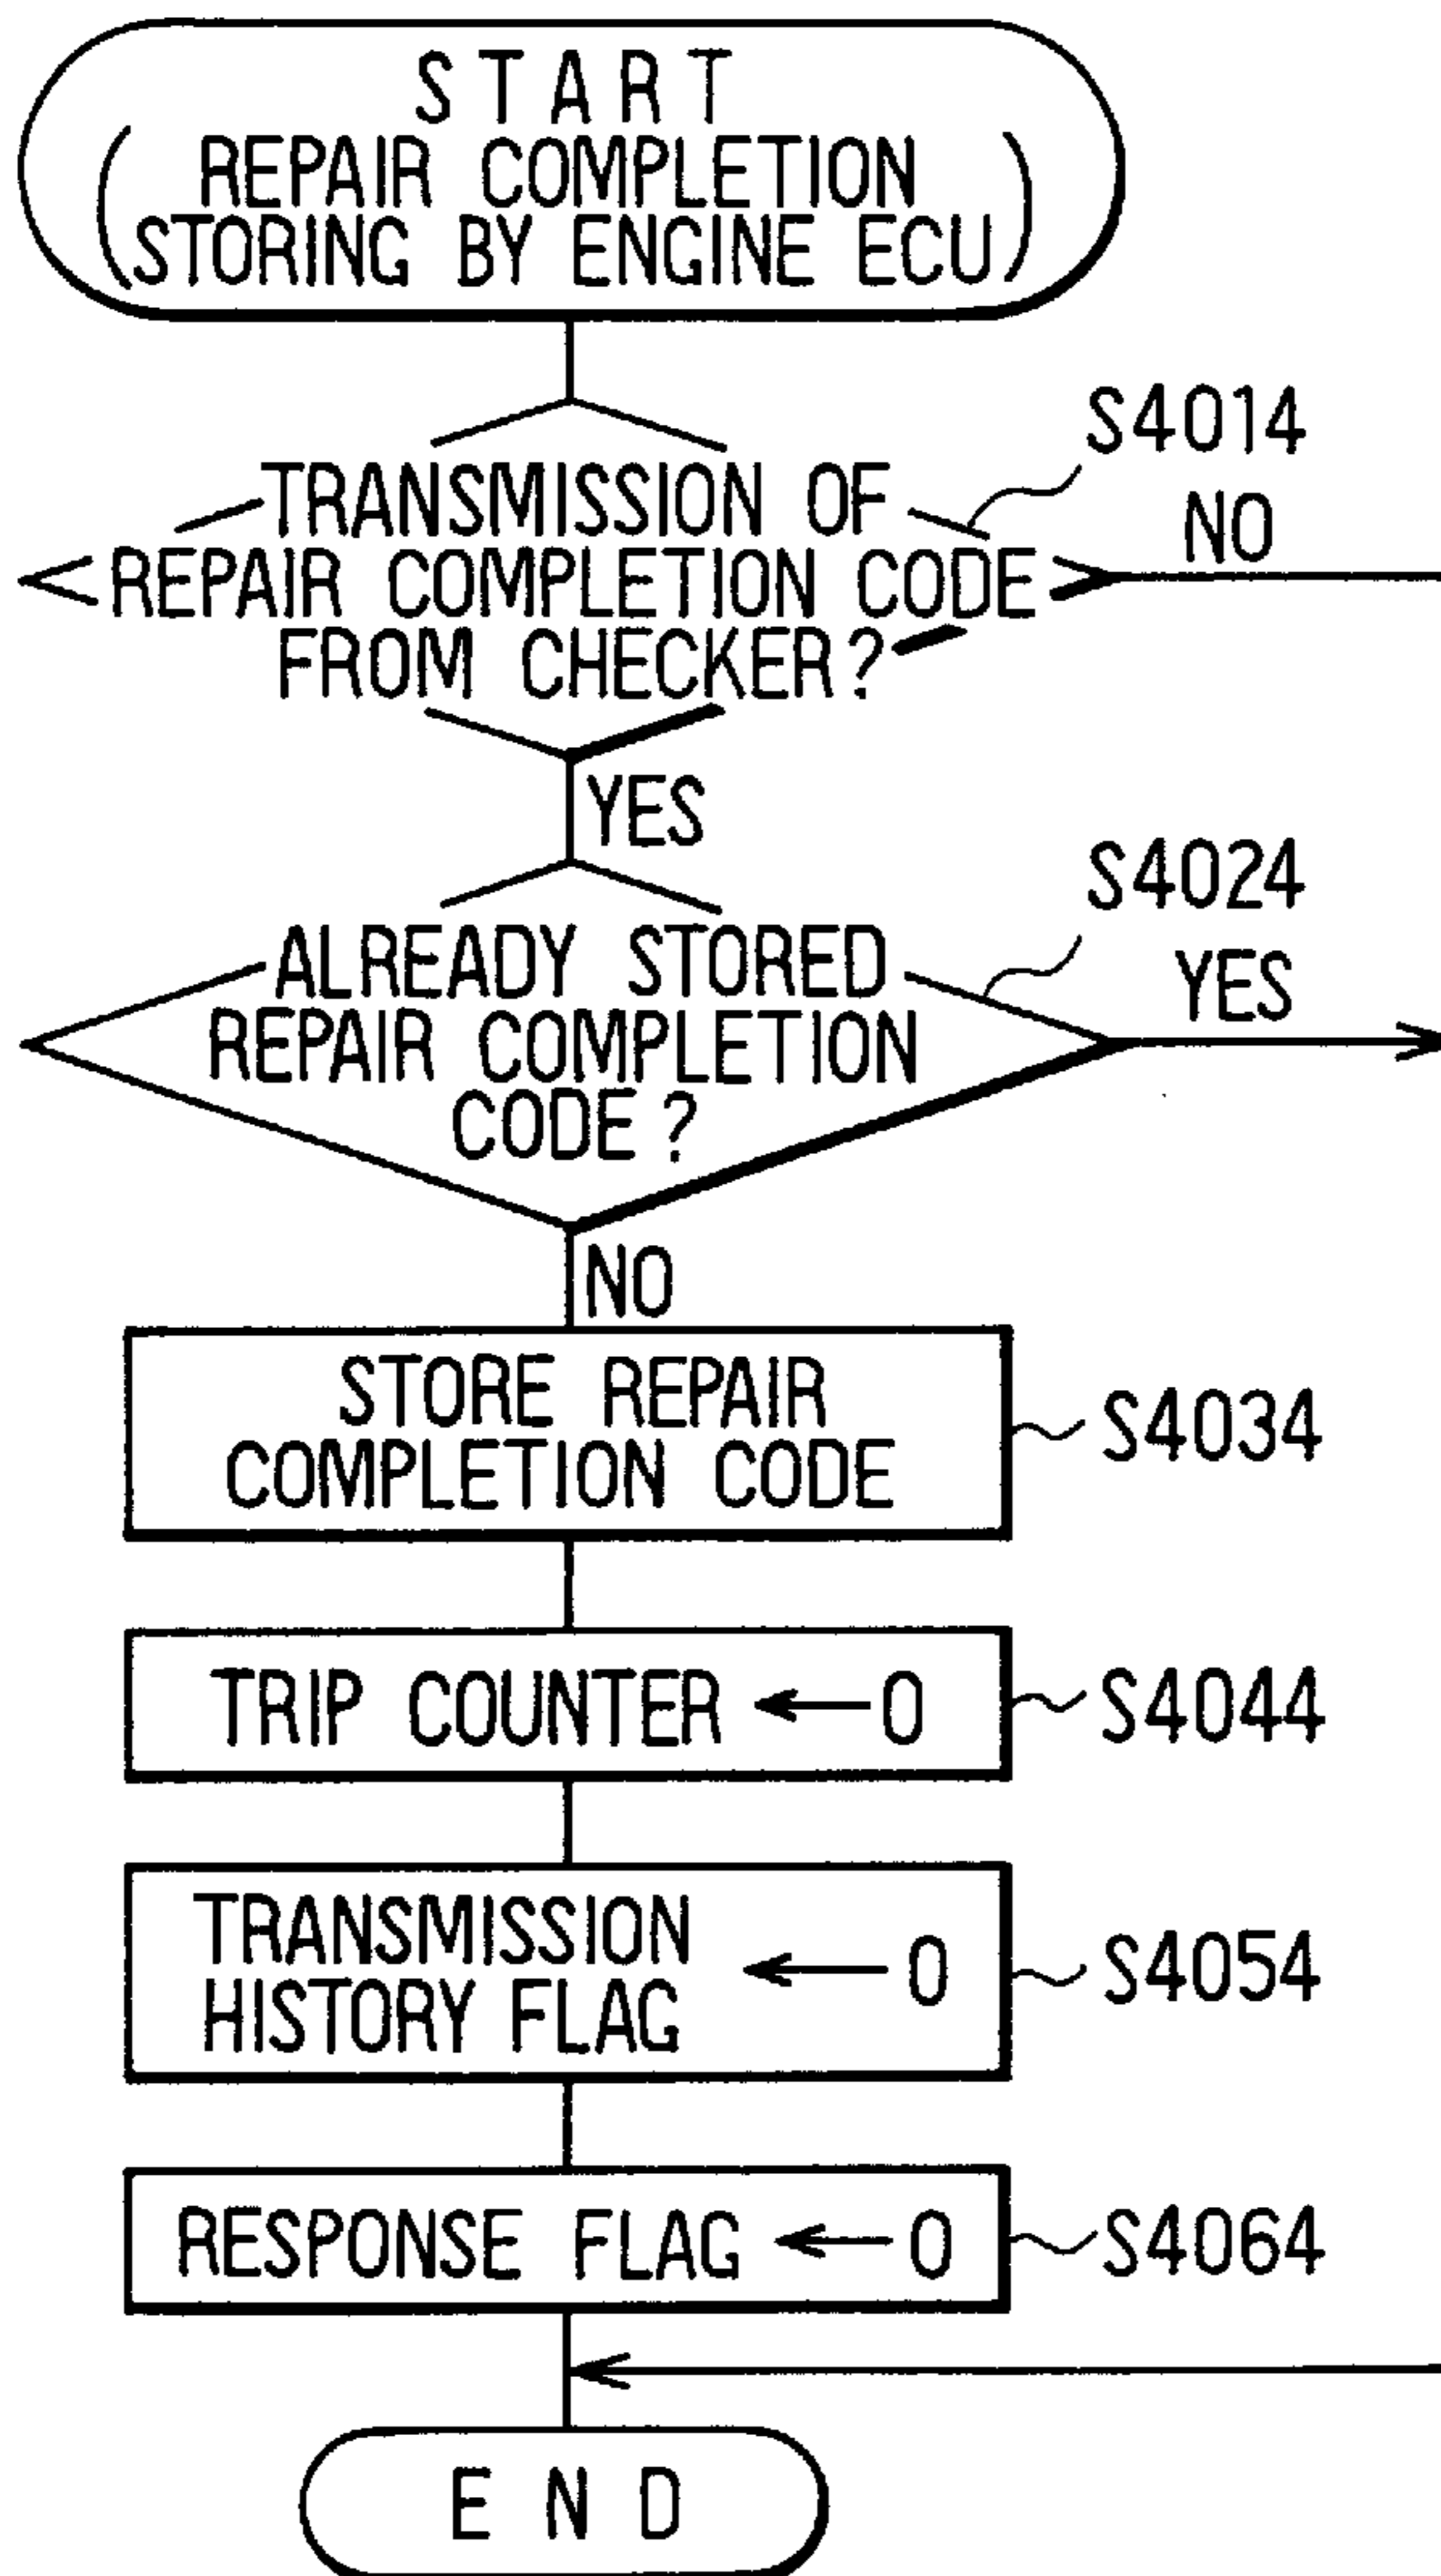 START
(REPAIR COMPLETION
STORING BY ENGINE ECU)
S4014
TRANSMISSION OF
NO
REPAIR COMPLETION CODE
FROM CHECKER?
YES
S4024
ALREADY STORED
YES
REPAIR COMPLETION
CODE?
NO
STORE REPAIR
COMPLETION CODE
S4034
TRIP COUNTER ← 0
S4044
TRANSMISSION
HISTORY FLAG
← 0
S4054
RESPONSE FLAG ← 0
S4064
END